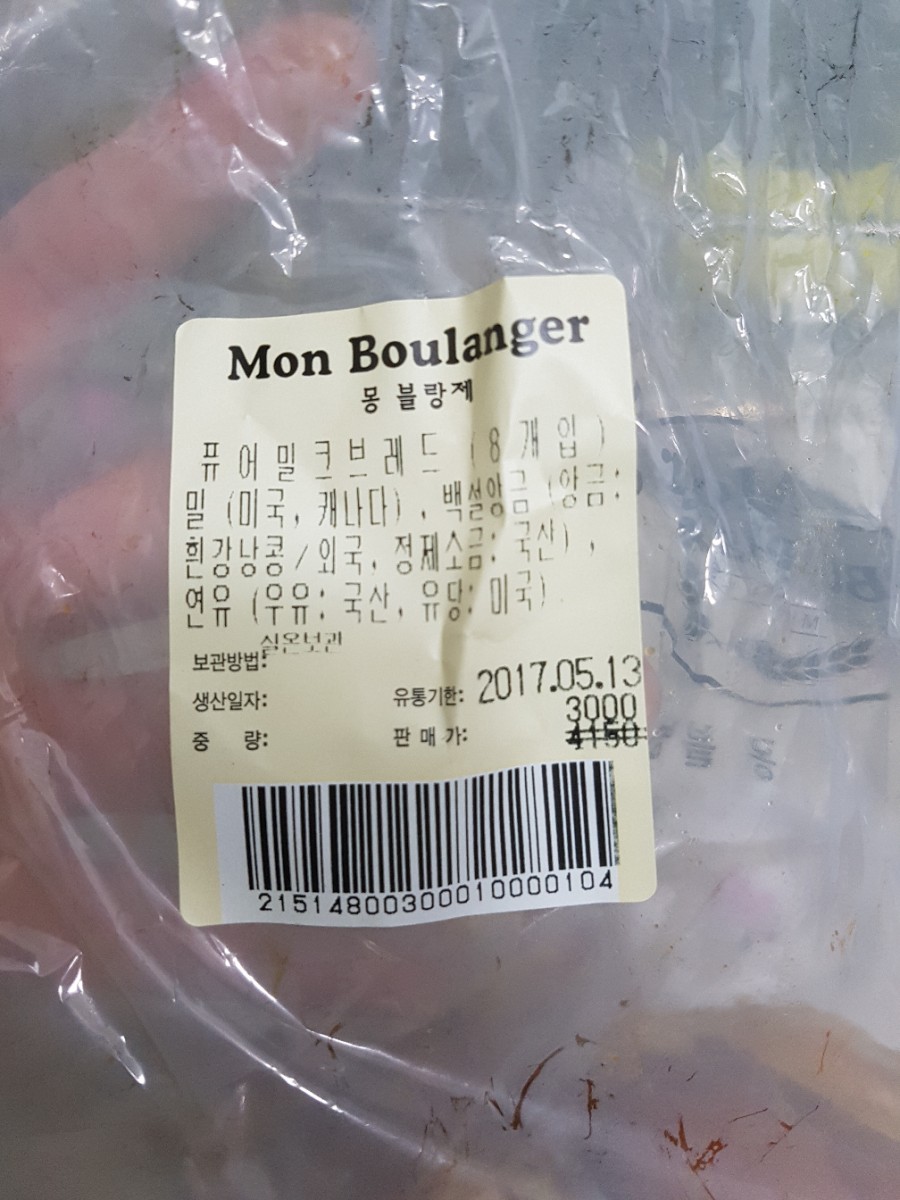 Mon Boulanger
몽 블랑제
퓨어밀크브레드 (8개입)
밀 (미국, 캐나다), 백설앙금 (앙금;
흰강낭콩/외국, 정제소금; 국산),
연유 (우유; 국산, 유당; 미국)
실온보관
보관방법:
생산일자: 유통기한: 2017.05.13
3000
중 량: 판 매 가: 4150
215148003000010000104